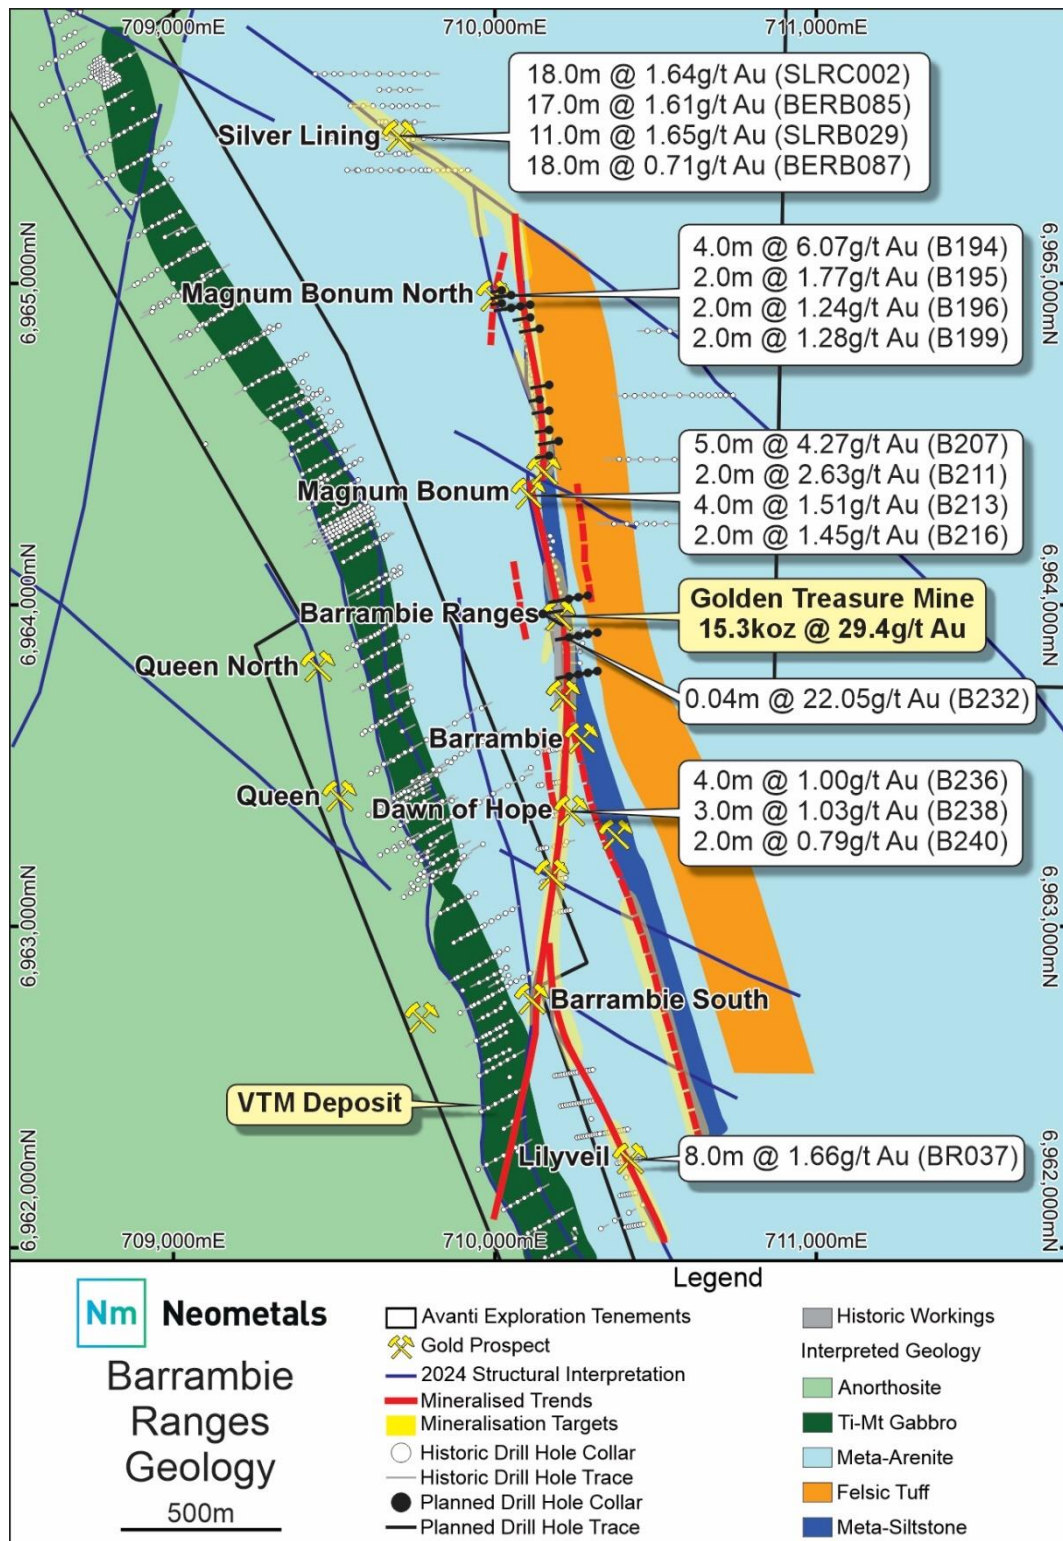 709,000mE
710,000mE
711,000mE
18.0m @ 1.64g/t Au (SLRC002)
17.0m @ 1.61g/t Au (BERB085)
11.0m @ 1.65g/t Au (SLRB029)
18.0m @ 0.71g/t Au (BERB087)
Silver Lining
6,965,000mN
6,965,000mN
4.0m @ 6.07g/t Au (B194)
2.0m @ 1.77g/t Au (B195)
2.0m @ 1.24g/t Au (B196)
2.0m @ 1.28g/t Au (B199)
Magnum Bonum North
5.0m @ 4.27g/t Au (B207)
2.0m @ 2.63g/t Au (B211)
4.0m @ 1.51g/t Au (B213)
2.0m @ 1.45g/t Au (B216)
Magnum Bonum
6,964,000mN
6,964,000mN
Barrambie Ranges
Golden Treasure Mine
15.3koz @ 29.4g/t Au
Queen North
0.04m @ 22.05g/t Au (B232)
Barrambie
Queen
Dawn of Hope
4.0m @ 1.00g/t Au (B236)
3.0m @ 1.03g/t Au (B238)
2.0m @ 0.79g/t Au (B240)
6,963,000mN
6,963,000mN
Barrambie South
VTM Deposit
Lilyveil
8.0m @ 1.66g/t Au (BR037)
6,962,000mN
6,962,000mN
709,000mE
710,000mE
711,000mE
Nm Neometals
Barrambie
Ranges
Geology
500m
Legend
Avanti Exploration Tenements
Gold Prospect
2024 Structural Interpretation
Mineralised Trends
Mineralisation Targets
Historic Drill Hole Collar
Historic Drill Hole Trace
Planned Drill Hole Collar
Planned Drill Hole Trace
Historic Workings
Interpreted Geology
Anorthosite
Ti-Mt Gabbro
Meta-Arenite
Felsic Tuff
Meta-Siltstone